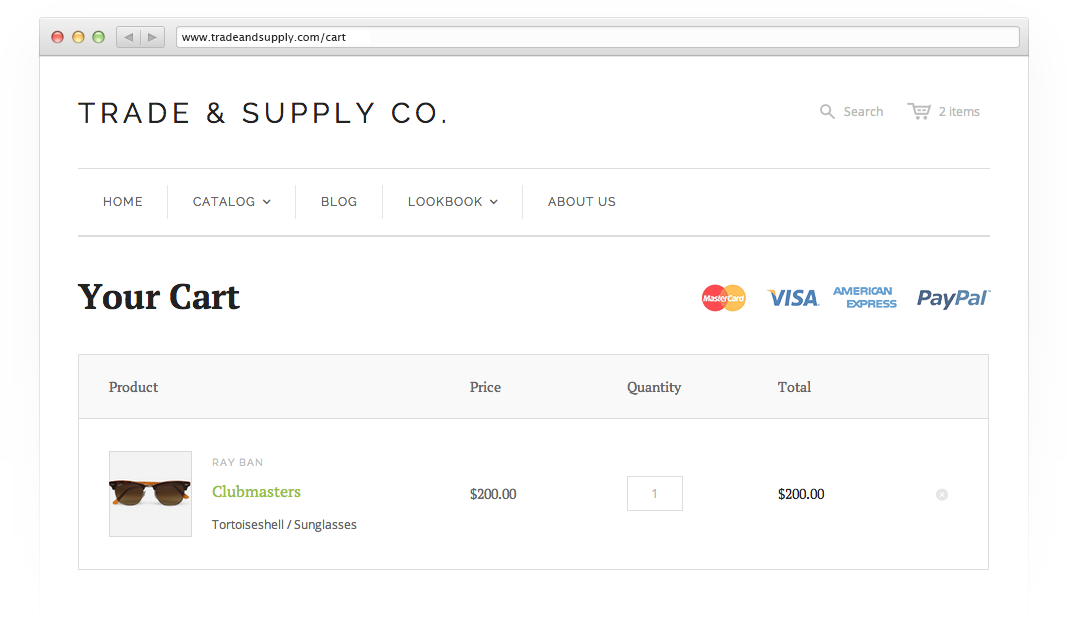 www.tradeandsupply.com/cart
TRADE & SUPPLY CO.
Search
2 items
HOME
CATALOG
BLOG
LOOKBOOK
ABOUT US
Your Cart
MasterCard
VISA
AMERICAN
EXPRESS
PayPal
Product
Price
Quantity
Total
RAY BAN
Clubmasters
Tortoiseshell / Sunglasses
$200.00
1
$200.00